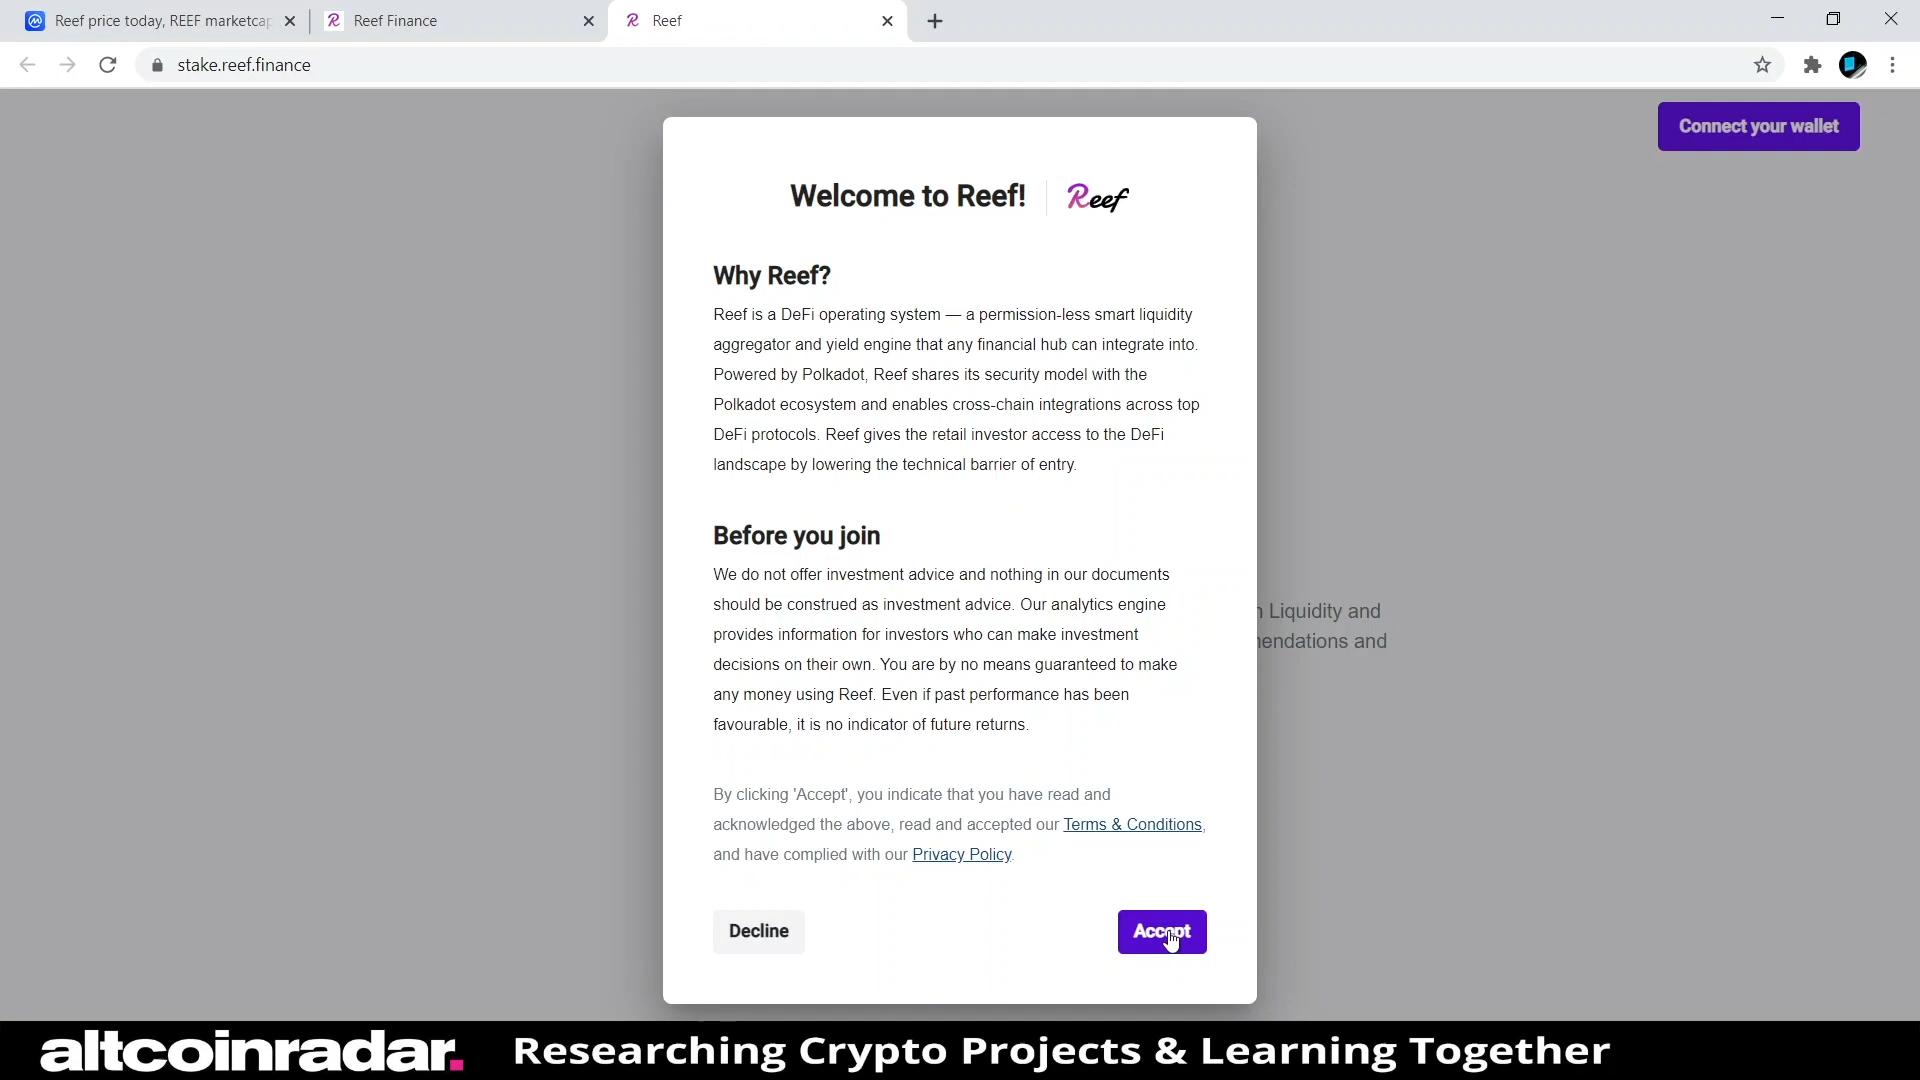 Reef price today, REEF marketcap
Reef Finance
Reef
stake.reef.finance
Connect your wallet
Welcome to Reef!
Reef
Why Reef?
Reef is a DeFi operating system — a permission-less smart liquidity
aggregator and yield engine that any financial hub can integrate into.
Powered by Polkadot, Reef shares its security model with the
Polkadot ecosystem and enables cross-chain integrations across top
DeFi protocols. Reef gives the retail investor access to the DeFi
landscape by lowering the technical barrier of entry.
Before you join
We do not offer investment advice and nothing in our documents
should be construed as investment advice. Our analytics engine
provides information for investors who can make investment
decisions on their own. You are by no means guaranteed to make
any money using Reef. Even if past performance has been
favourable, it is no indicator of future returns.
Liquidity and
endations and
By clicking 'Accept', you indicate that you have read and
acknowledged the above, read and accepted our Terms & Conditions,
and have complied with our Privacy Policy.
Decline
Accept
altcoinradar.
Researching Crypto Projects & Learning Together